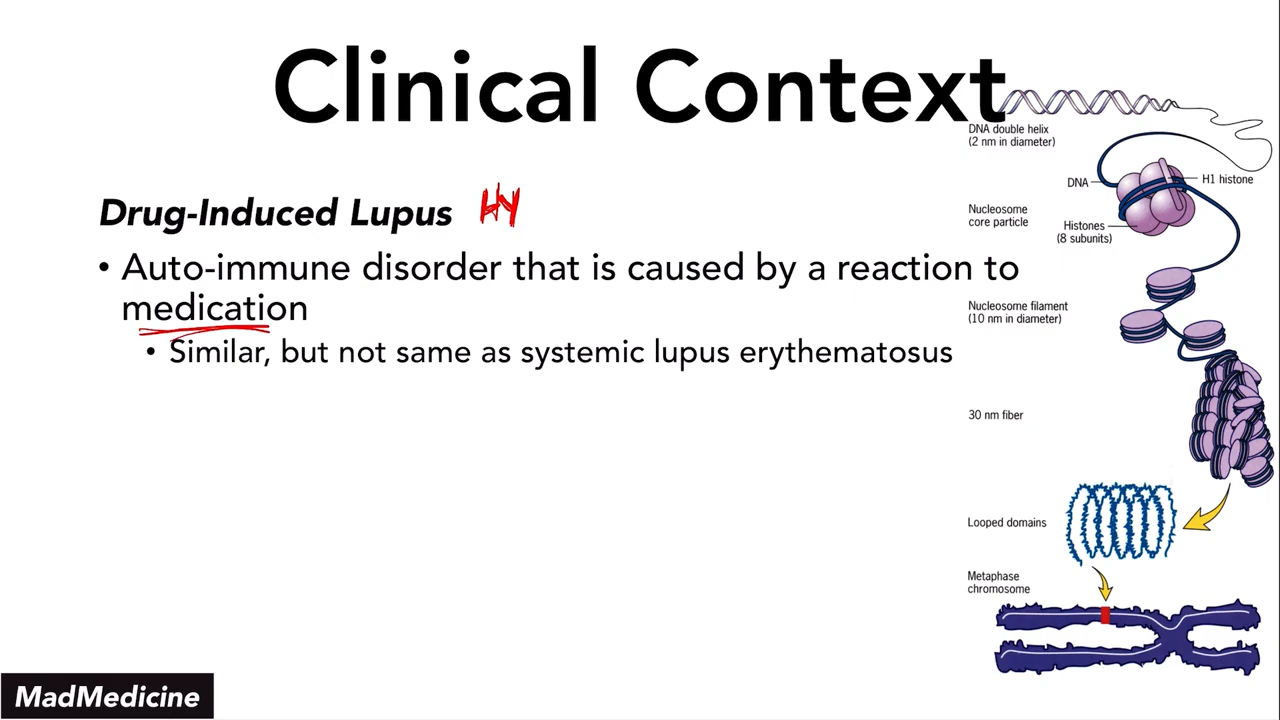 Clinical Context
Drug-Induced Lupus HY
• Auto-immune disorder that is caused by a reaction to
medication
• Similar, but not same as systemic lupus erythematosus
DNA double helix
(2 nm in diameter)
DNA
H1 histone
Nucleosome
core particle
Histones
(8 subunits)
Nucleosome filament
(10 nm in diameter)
30 nm fiber
Looped domains
Metaphase
chromosome
MadMedicine